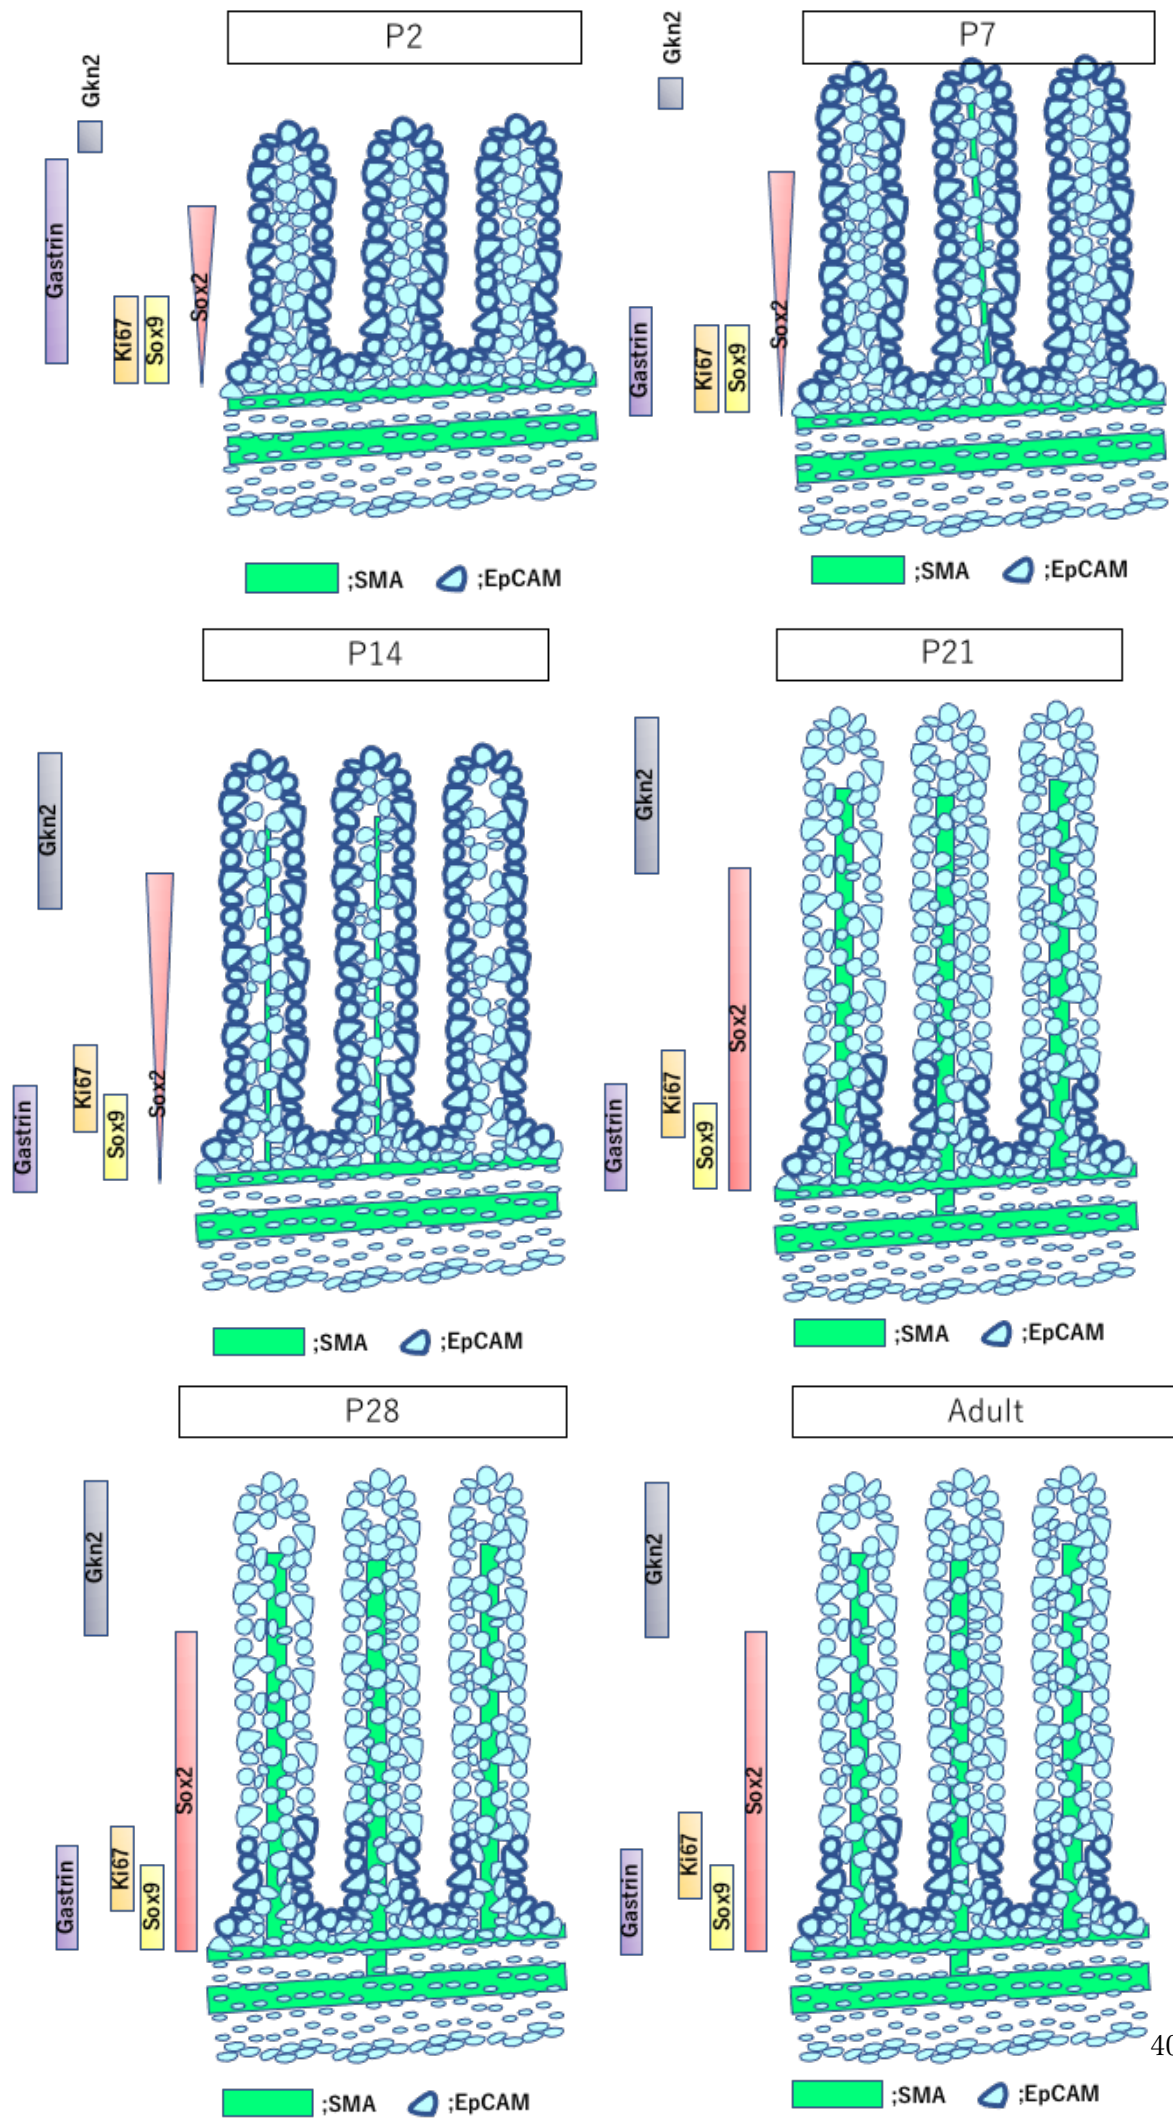 P2
Gkn2
Gastrin
Ki67
Sox9
Sox2
;SMA ;EpCAM
P7
Gkn2
Gastrin
Ki67
Sox9
Sox2
;SMA ;EpCAM
P14
Gkn2
Gastrin
Ki67
Sox9
Sox2
;SMA ;EpCAM
P21
Gkn2
Gastrin
Ki67
Sox9
Sox2
;SMA ;EpCAM
P28
Gkn2
Gastrin
Ki67
Sox9
Sox2
;SMA ;EpCAM
Adult
Gkn2
Gastrin
Ki67
Sox9
Sox2
;SMA ;EpCAM
40